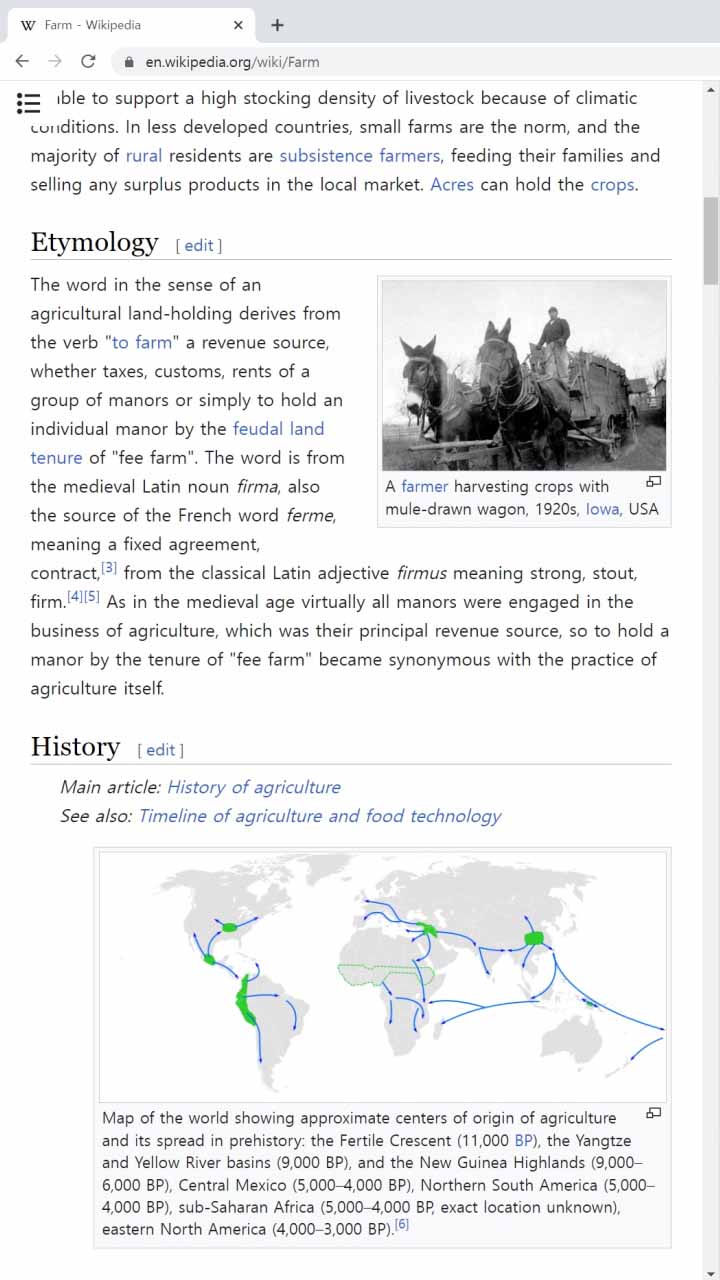 Farm - Wikipedia
en.wikipedia.org/wiki/Farm
to support a high stocking density of livestock because of climatic
conditions. In less developed countries, small farms are the norm, and the
majority of rural residents are subsistence farmers, feeding their families and
selling any surplus products in the local market. Acres can hold the crops.
Etymology [ edit ]
The word in the sense of an
agricultural land-holding derives from
the verb "to farm" a revenue source,
whether taxes, customs, rents of a
group of manors or simply to hold an
individual manor by the feudal land
tenure of "fee farm". The word is from
the medieval Latin noun firma, also
the source of the French word ferme,
meaning a fixed agreement,
contract,[3] from the classical Latin adjective firmus meaning strong, stout,
firm.[4][5] As in the medieval age virtually all manors were engaged in the
business of agriculture, which was their principal revenue source, so to hold a
manor by the tenure of "fee farm" became synonymous with the practice of
agriculture itself.
A farmer harvesting crops with
mule-drawn wagon, 1920s, Iowa, USA
History [ edit ]
Main article: History of agriculture
See also: Timeline of agriculture and food technology
Map of the world showing approximate centers of origin of agriculture
and its spread in prehistory: the Fertile Crescent (11,000 BP), the Yangtze
and Yellow River basins (9,000 BP), and the New Guinea Highlands (9,000–
6,000 BP), Central Mexico (5,000–4,000 BP), Northern South America (5,000–
4,000 BP), sub-Saharan Africa (5,000–4,000 BP, exact location unknown),
eastern North America (4,000–3,000 BP).[6]